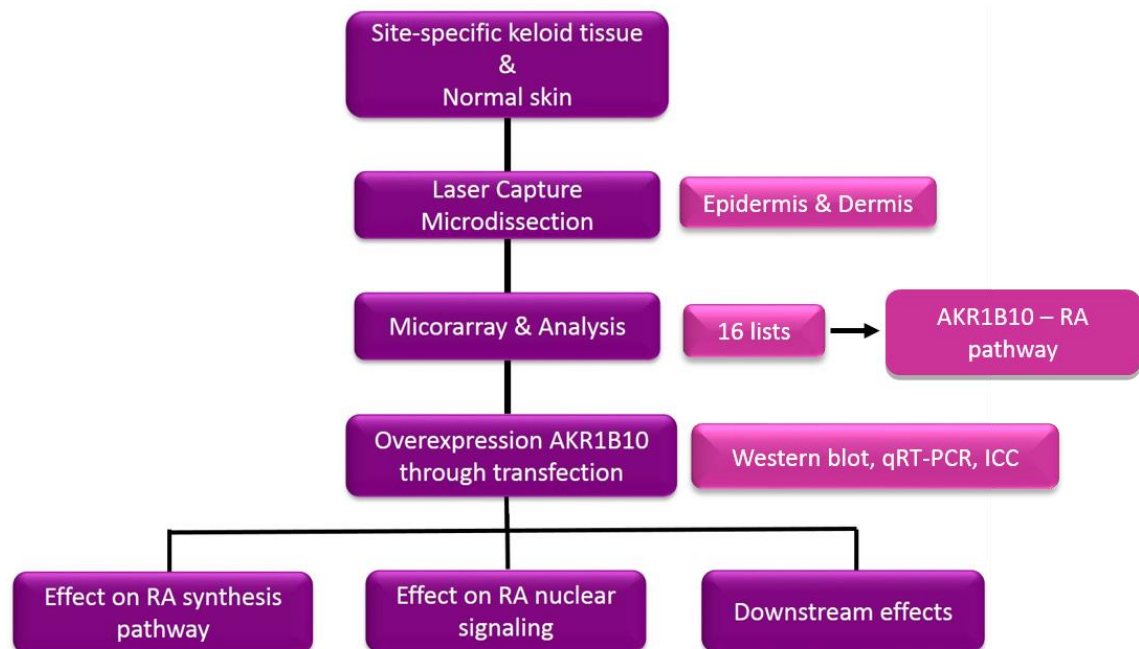 Site-specific keloid tissue
&
Normal skin
Laser Capture
Microdissection
Epidermis & Dermis
Micorarray & Analysis
16 lists
AKR1B10 – RA
pathway
Overexpression AKR1B10
through transfection
Western blot, qRT-PCR, ICC
Effect on RA synthesis
pathway
Effect on RA nuclear
signaling
Downstream effects